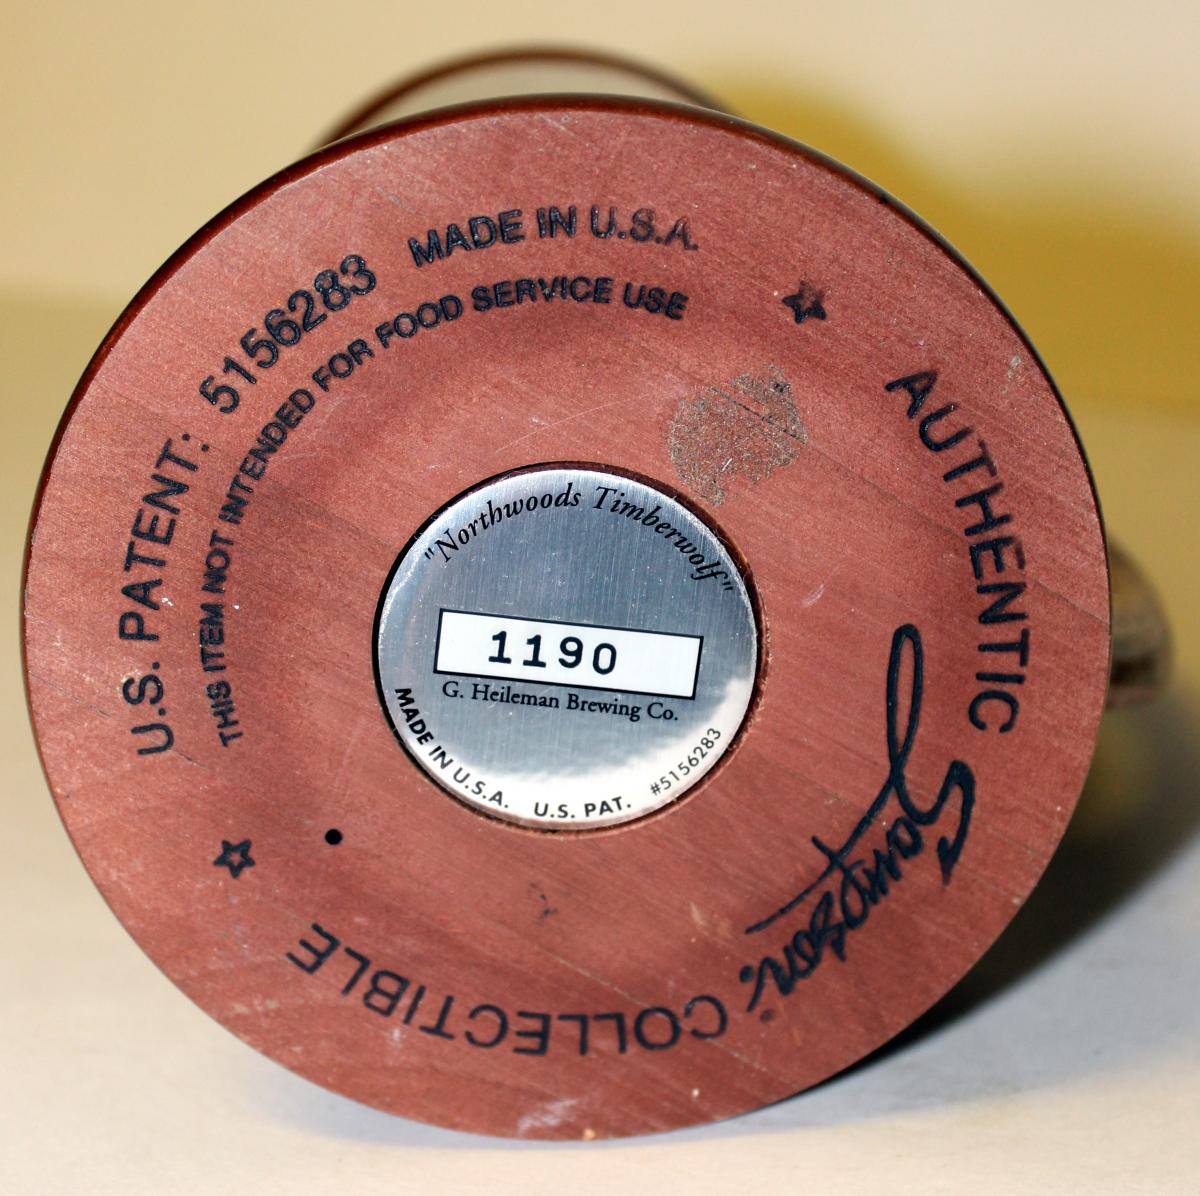 U.S. PATENT: 5156283 MADE IN U.S.A.
THIS ITEM NOT INTENDED FOR FOOD SERVICE USE
AUTHENTIC Sampson. COLLECTIBLE
"Northwoods Timberwolf"
1190
G. Heileman Brewing Co.
MADE IN U.S.A. U.S. PAT. #5156283